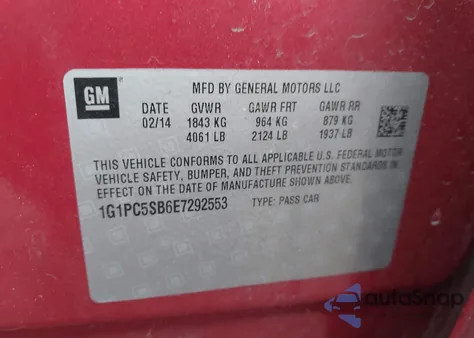 GM
MFD BY GENERAL MOTORS LLC
DATE GVWR GAWR FRT GAWR RR
02/14 1843 KG 964 KG 879 KG
4061 LB 2124 LB 1937 LB
THIS VEHICLE CONFORMS TO ALL APPLICABLE U.S. FEDERAL MOTOR
VEHICLE SAFETY, BUMPER, AND THEFT PREVENTION STANDARDS IN
EFFECT ON THE DATE OF MANUFACTURE SHOWN ABOVE.
1G1PC5SB6E7292553 TYPE: PASS CAR
autoSnap